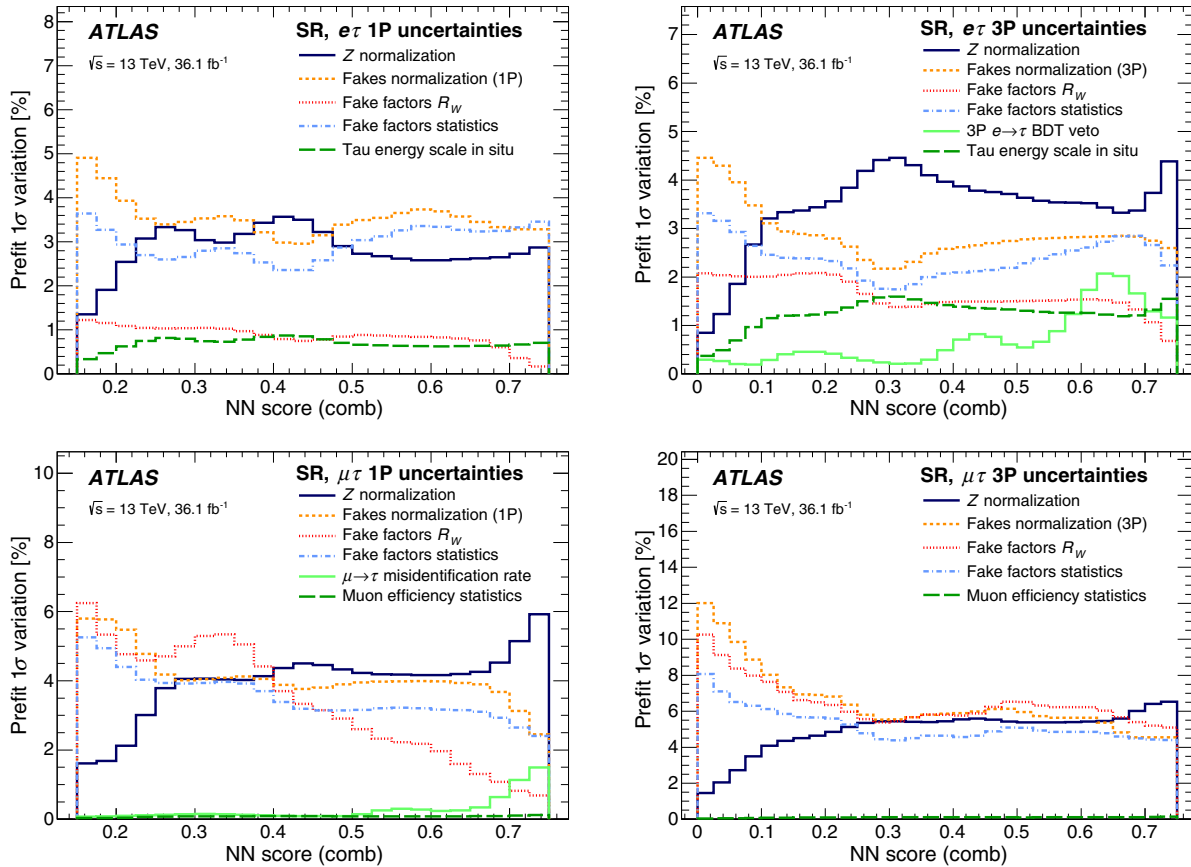 ATLAS
√s = 13 TeV, 36.1 fb⁻¹
SR, eτ 1P uncertainties
Z normalization
Fakes normalization (1P)
Fake factors R_W
Fake factors statistics
Tau energy scale in situ
Prefit 1σ variation [%]
8
7
6
5
4
3
2
1
0
0.2 0.3 0.4 0.5 0.6 0.7
NN score (comb)
ATLAS
√s = 13 TeV, 36.1 fb⁻¹
SR, eτ 3P uncertainties
Z normalization
Fakes normalization (3P)
Fake factors R_W
Fake factors statistics
3P e→τ BDT veto
Tau energy scale in situ
Prefit 1σ variation [%]
7
6
5
4
3
2
1
0
0 0.1 0.2 0.3 0.4 0.5 0.6 0.7
NN score (comb)
ATLAS
√s = 13 TeV, 36.1 fb⁻¹
SR, μτ 1P uncertainties
Z normalization
Fakes normalization (1P)
Fake factors R_W
Fake factors statistics
μ→τ misidentification rate
Muon efficiency statistics
Prefit 1σ variation [%]
10
8
6
4
2
0
0.2 0.3 0.4 0.5 0.6 0.7
NN score (comb)
ATLAS
√s = 13 TeV, 36.1 fb⁻¹
SR, μτ 3P uncertainties
Z normalization
Fakes normalization (3P)
Fake factors R_W
Fake factors statistics
Muon efficiency statistics
Prefit 1σ variation [%]
20
18
16
14
12
10
8
6
4
2
0
0 0.1 0.2 0.3 0.4 0.5 0.6 0.7
NN score (comb)